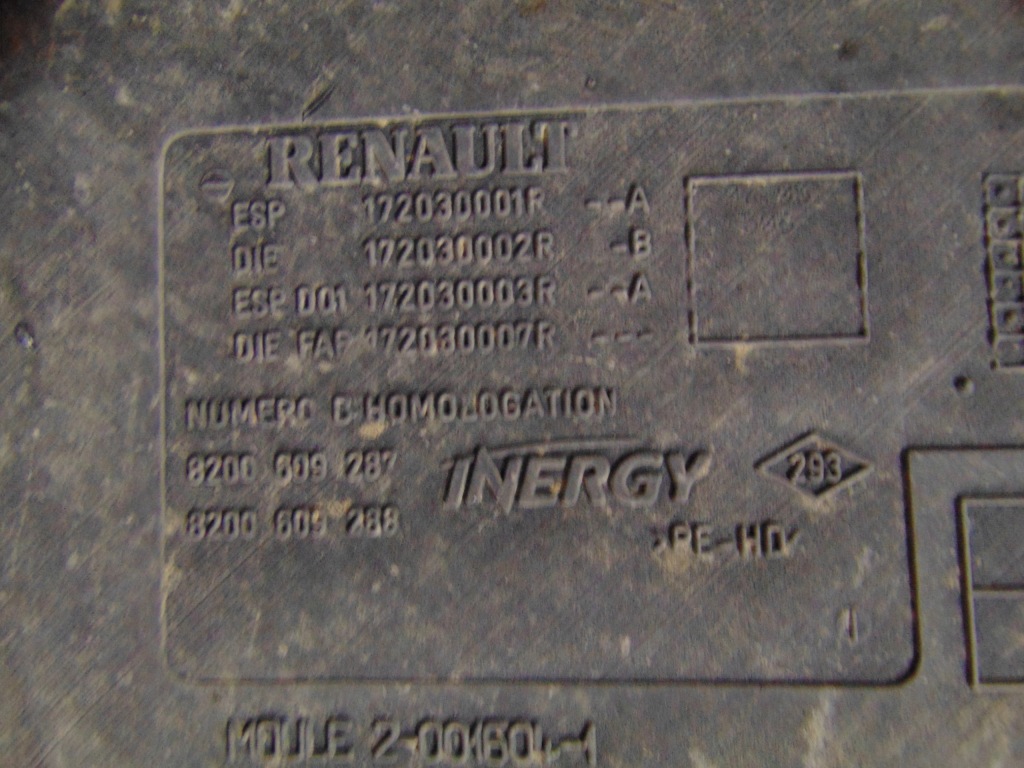 RENAULT
ESP 172030001R --A
DIE 172030002R -B
ESP 001 172030003R --A
DIE FAP 172030007R ---
NUMERO D'HOMOLOGATION
8200 609 287
INERGY
293
8200 609 288
>PE-HD<
MOULE 2-001604-1